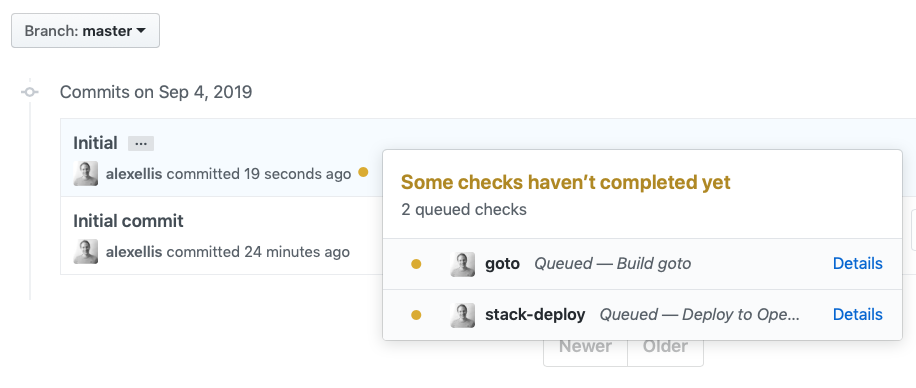 Branch: master
Commits on Sep 4, 2019
Initial ...
alexellis committed 19 seconds ago
Initial commit
alexellis committed 24 minutes ago
Some checks haven’t completed yet
2 queued checks
goto Queued — Build goto Details
stack-deploy Queued — Deploy to Ope... Details
Newer Older